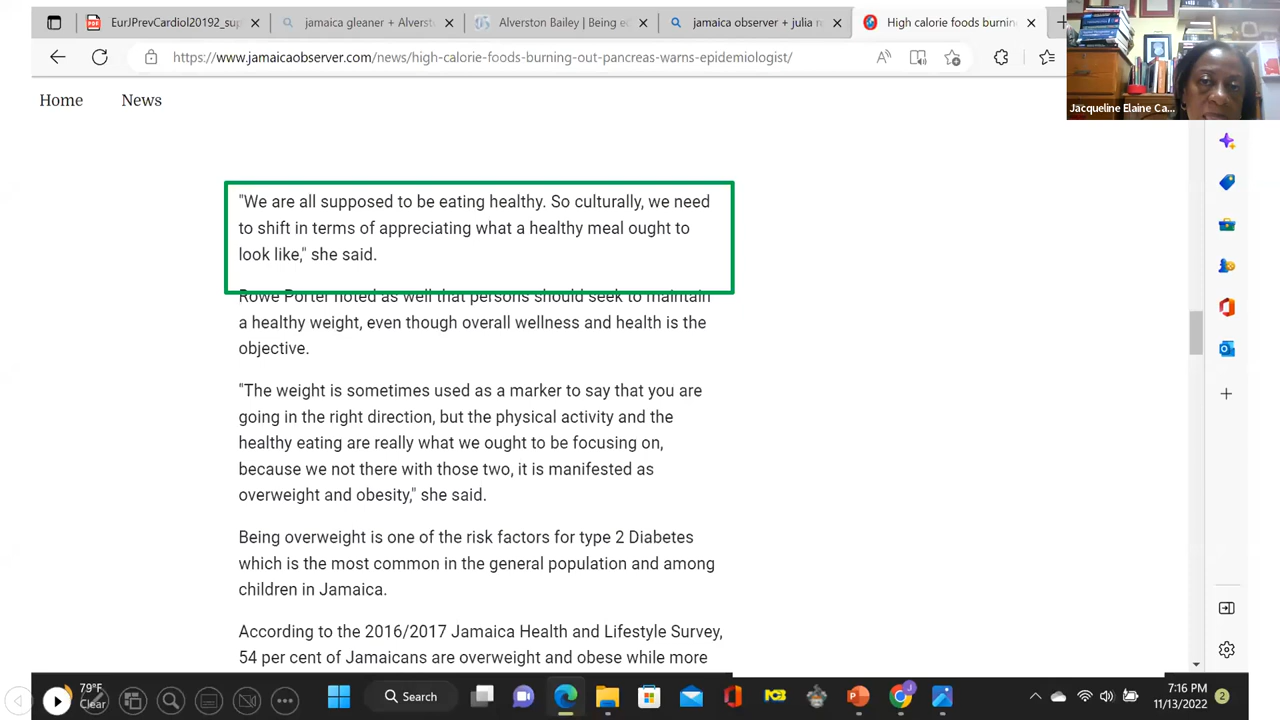 EurJPrevCardiol20192_sup
jamaica gleaner + Alverst
Alverston Bailey | Being e
jamaica observer + julia r
High calorie foods burnin
https://www.jamaicaobserver.com/news/high-calorie-foods-burning-out-pancreas-warns-epidemiologist/
Jacqueline Elaine Ca...
Home News
"We are all supposed to be eating healthy. So culturally, we need
to shift in terms of appreciating what a healthy meal ought to
look like," she said.
Rowe Porter noted as well that persons should seek to maintain
a healthy weight, even though overall wellness and health is the
objective.
"The weight is sometimes used as a marker to say that you are
going in the right direction, but the physical activity and the
healthy eating are really what we ought to be focusing on,
because we not there with those two, it is manifested as
overweight and obesity," she said.
Being overweight is one of the risk factors for type 2 Diabetes
which is the most common in the general population and among
children in Jamaica.
According to the 2016/2017 Jamaica Health and Lifestyle Survey,
54 per cent of Jamaicans are overweight and obese while more
79°F
Clear
Search
7:16 PM
11/13/2022
2